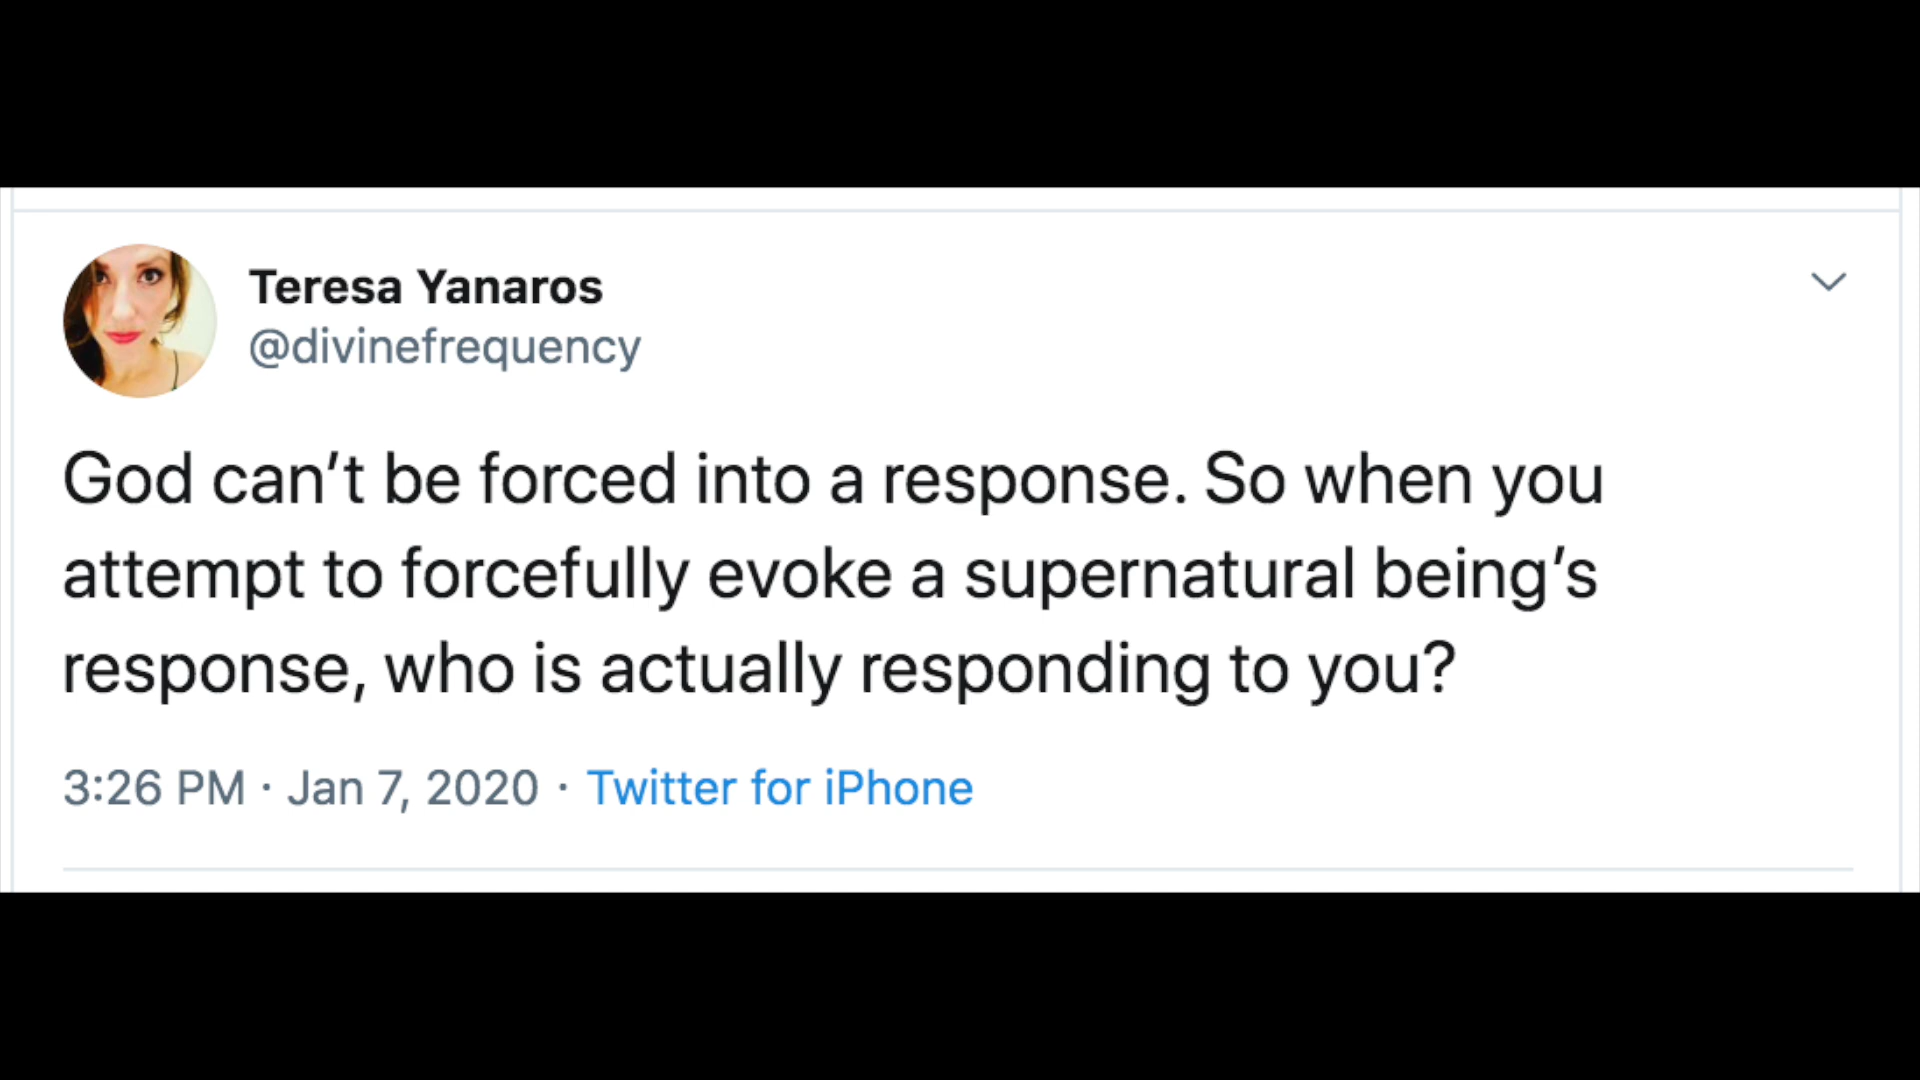 Teresa Yanaros
@divinefrequency
God can’t be forced into a response. So when you
attempt to forcefully evoke a supernatural being’s
response, who is actually responding to you?
3:26 PM · Jan 7, 2020 · Twitter for iPhone